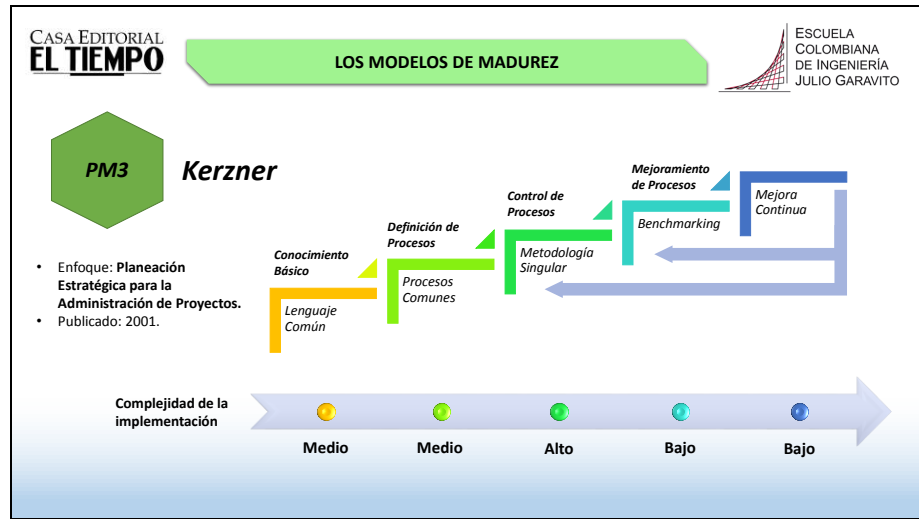 CASA EDITORIAL
EL TIEMPO
LOS MODELOS DE MADUREZ
ESCUELA
COLOMBIANA
DE INGENIERÍA
JULIO GARAVITO
PM3
Kerzner
• Enfoque: Planeación
Estratégica para la
Administración de Proyectos.
• Publicado: 2001.
Conocimiento
Básico
Lenguaje
Común
Definición de
Procesos
Procesos
Comunes
Control de
Procesos
Metodología
Singular
Mejoramiento
de Procesos
Benchmarking
Mejora
Continua
Complejidad de la
implementación
Medio
Medio
Alto
Bajo
Bajo